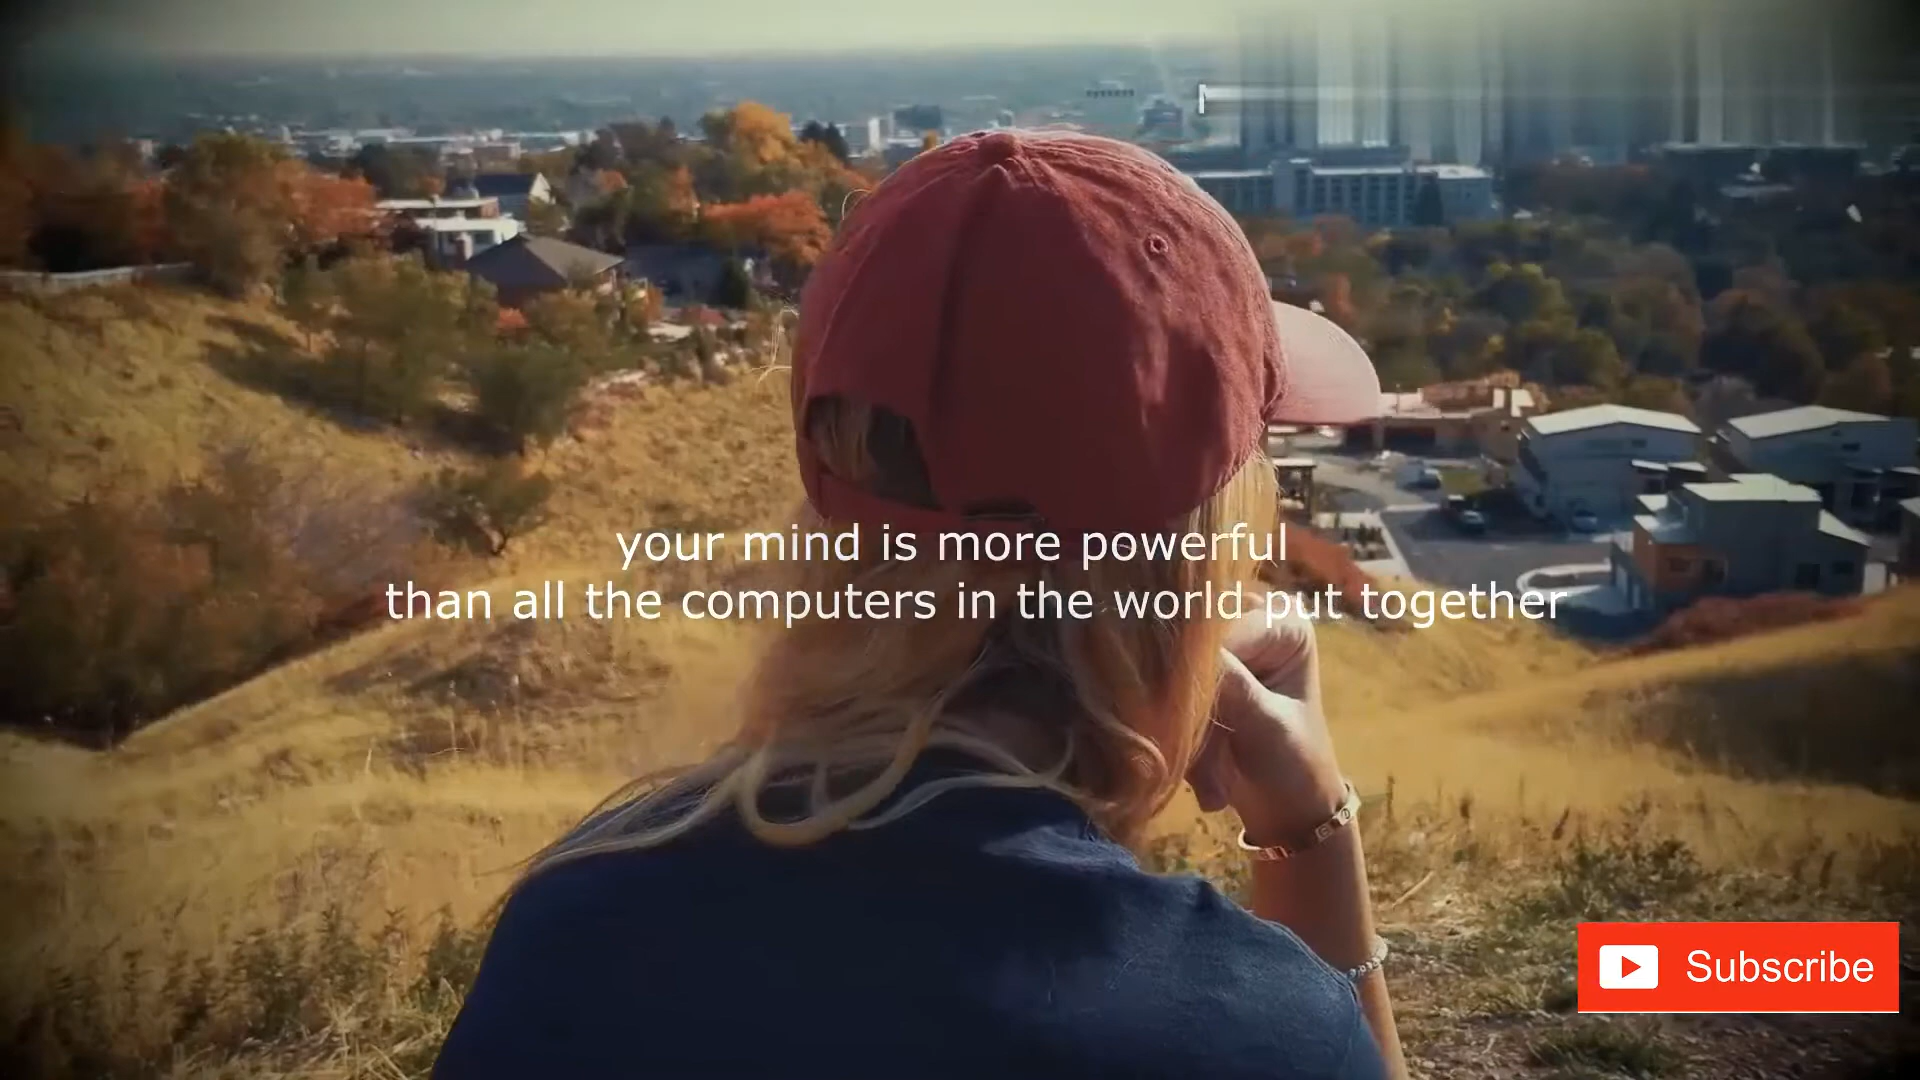 your mind is more powerful
than all the computers in the world put together
Subscribe